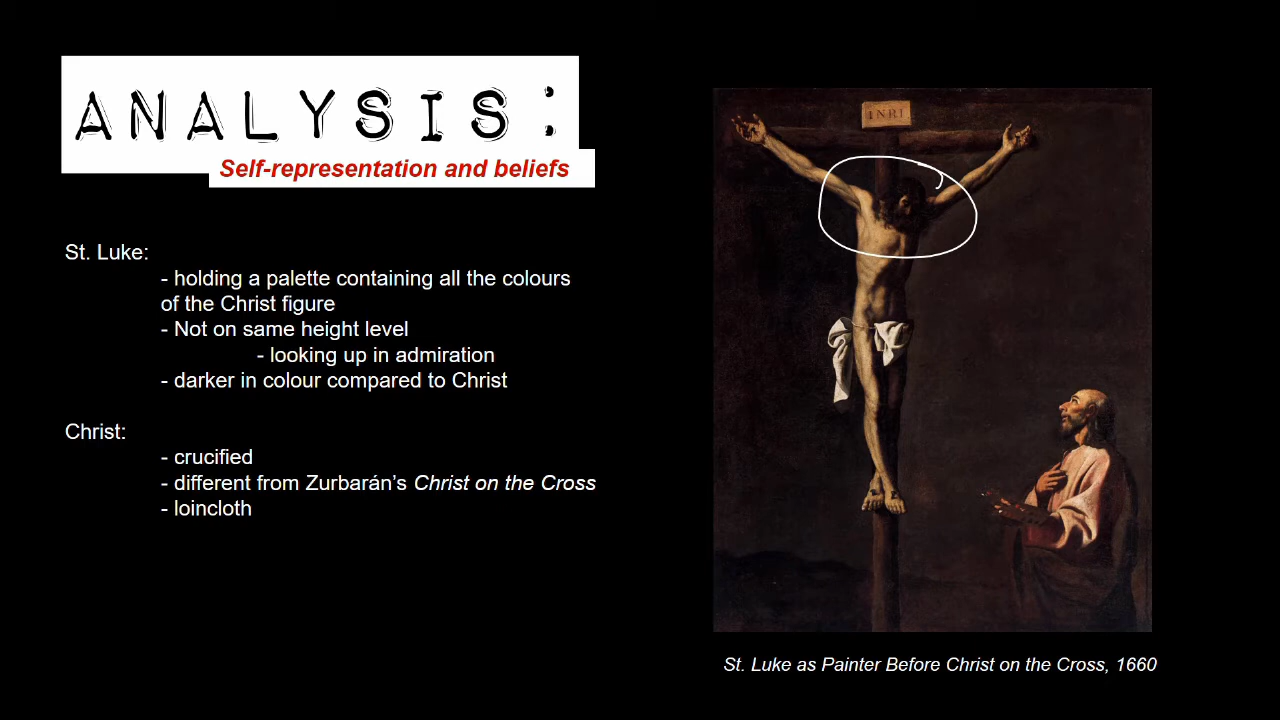 ANALYSIS:
Self-representation and beliefs
St. Luke:
- holding a palette containing all the colours
of the Christ figure
- Not on same height level
- looking up in admiration
- darker in colour compared to Christ
Christ:
- crucified
- different from Zurbarán’s Christ on the Cross
- loincloth
INRI
St. Luke as Painter Before Christ on the Cross, 1660